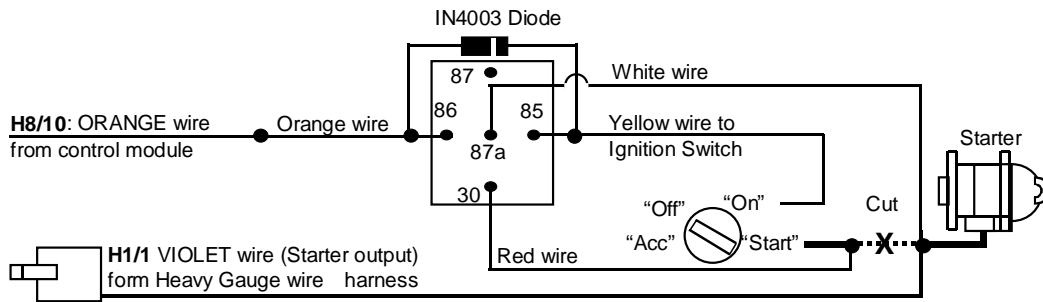 IN4003 Diode
87
White wire
86
85
H8/10: ORANGE wire
from control module
Orange wire
87a
Yellow wire to
Ignition Switch
Starter
30
“Off”
“On”
Cut
“Acc”
“Start”
X
H1/1 VIOLET wire (Starter output)
form Heavy Gauge wire harness
Red wire